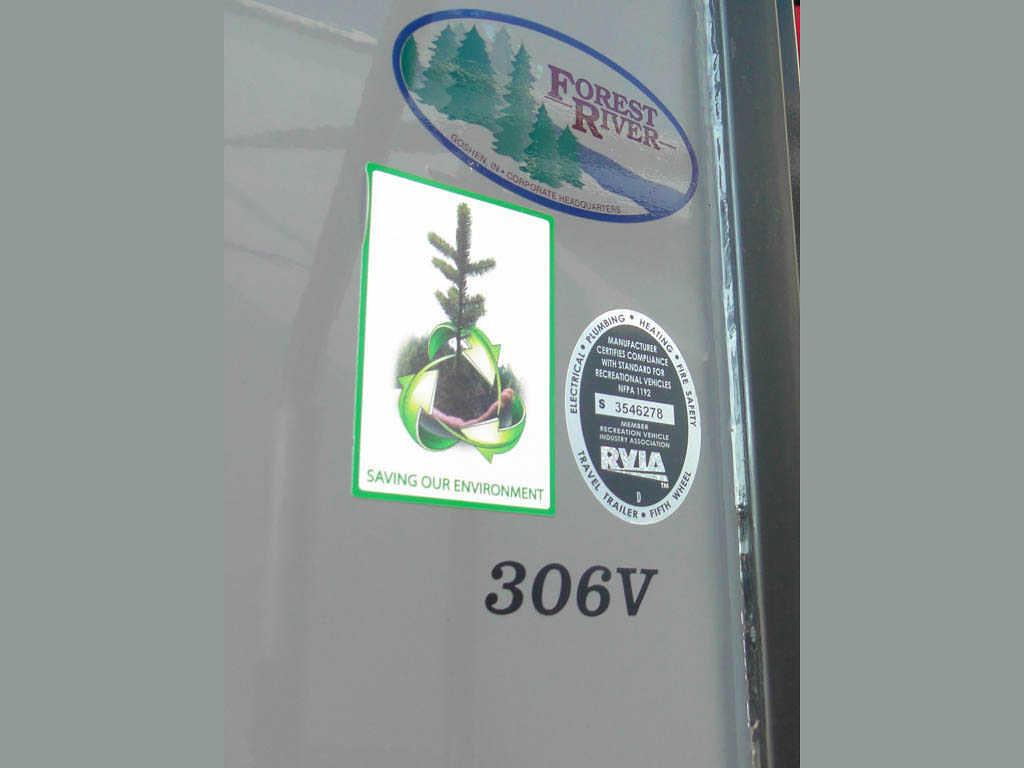 FOREST
RIVER
GOSHEN, IN • CORPORATE HEADQUARTERS
SAVING OUR ENVIRONMENT
ELECTRICAL • PLUMBING • HEATING • FIRE SAFETY
MANUFACTURER
CERTIFIES COMPLIANCE
WITH STANDARD FOR
RECREATIONAL VEHICLES
NFPA 1192
S 3546278
MEMBER
RECREATION VEHICLE
INDUSTRY ASSOCIATION
RVIA
TM
D
TRAVEL TRAILER • FIFTH WHEEL
306V